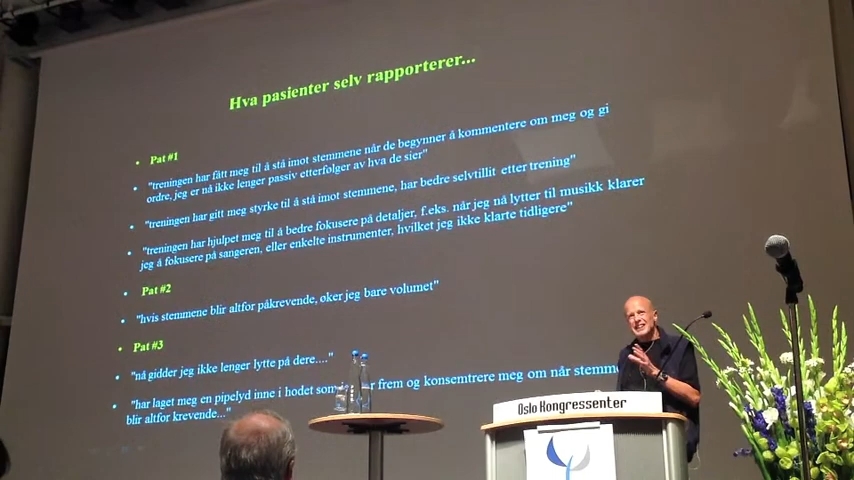 Hva pasienter selv rapporterer...
• Pat #1
• "treningen har fått meg til å stå imot stemmene når de begynner å kommentere om meg og gi
ordre, jeg er nå ikke lenger passiv etterfølger av hva de sier"
• "treningen har gitt meg styrke til å stå imot stemmene, har bedre selvtillit etter trening"
• "treningen har hjulpet meg til å bedre fokusere på detaljer, f.eks. når jeg nå lytter til musikk klarer
jeg å fokusere på sangeren, eller enkelte instrumenter, hvilket jeg ikke klarte tidligere"
• Pat #2
• "hvis stemmene blir altfor påkrevende, øker jeg bare volumet"
• Pat #3
• "nå gidder jeg ikke lenger lytte på dere...."
• "har laget meg en pipelyd inne i hodet som frem og konsemtrere meg om når
blir altfor krevende..."
Oslo Kongressenter